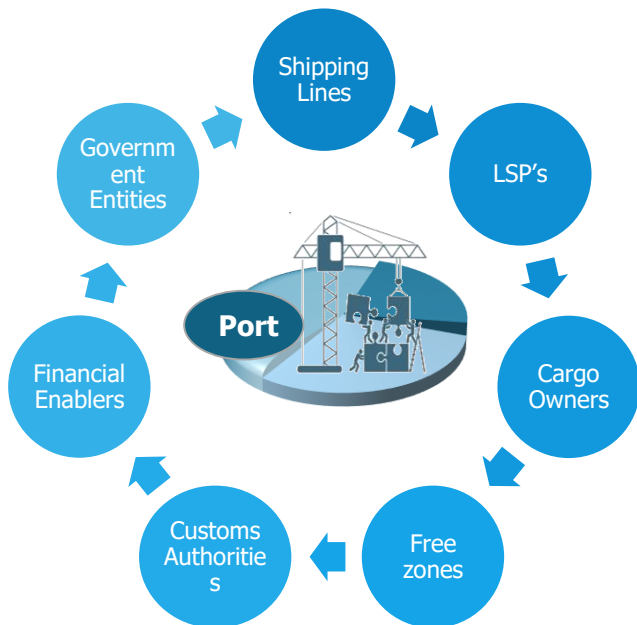 Shipping
Lines
LSP's
Cargo
Owners
Free
zones
Customs
Authoritie
s
Financial
Enablers
Governm
ent
Entities
Port